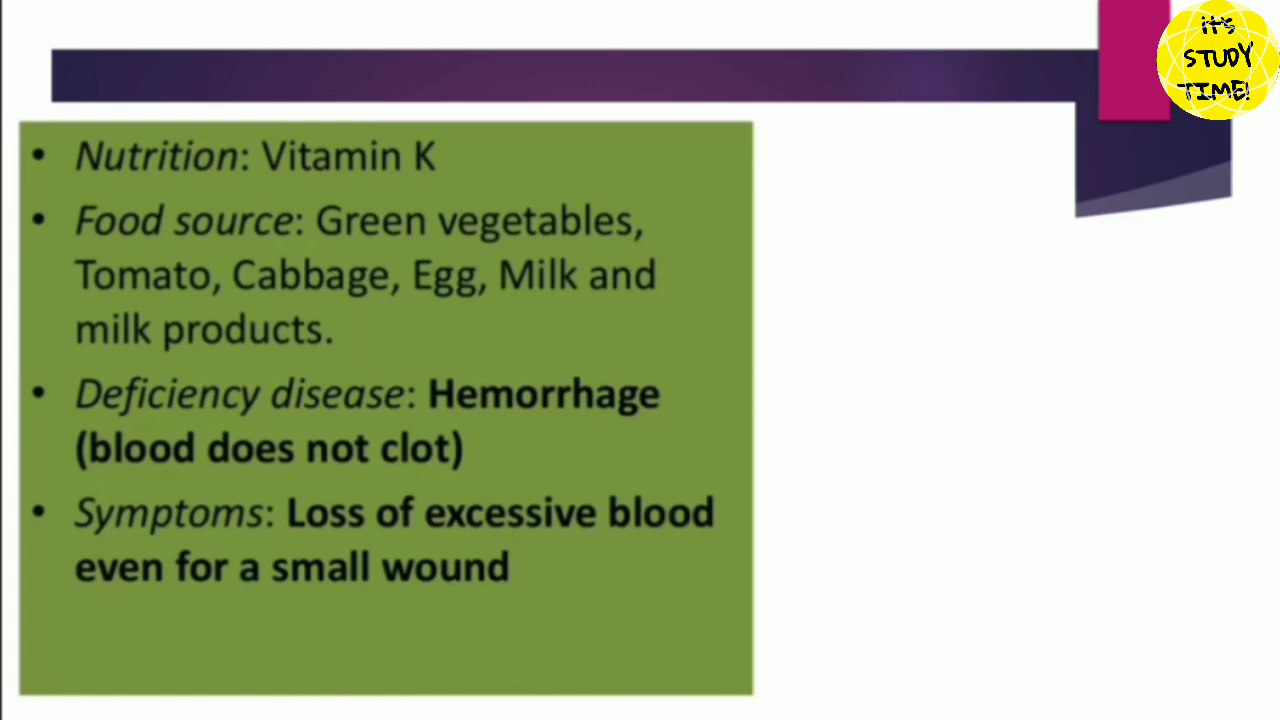 • Nutrition: Vitamin K
• Food source: Green vegetables,
Tomato, Cabbage, Egg, Milk and
milk products.
• Deficiency disease: Hemorrhage
(blood does not clot)
• Symptoms: Loss of excessive blood
even for a small wound
iTS
STUDY
TIME!